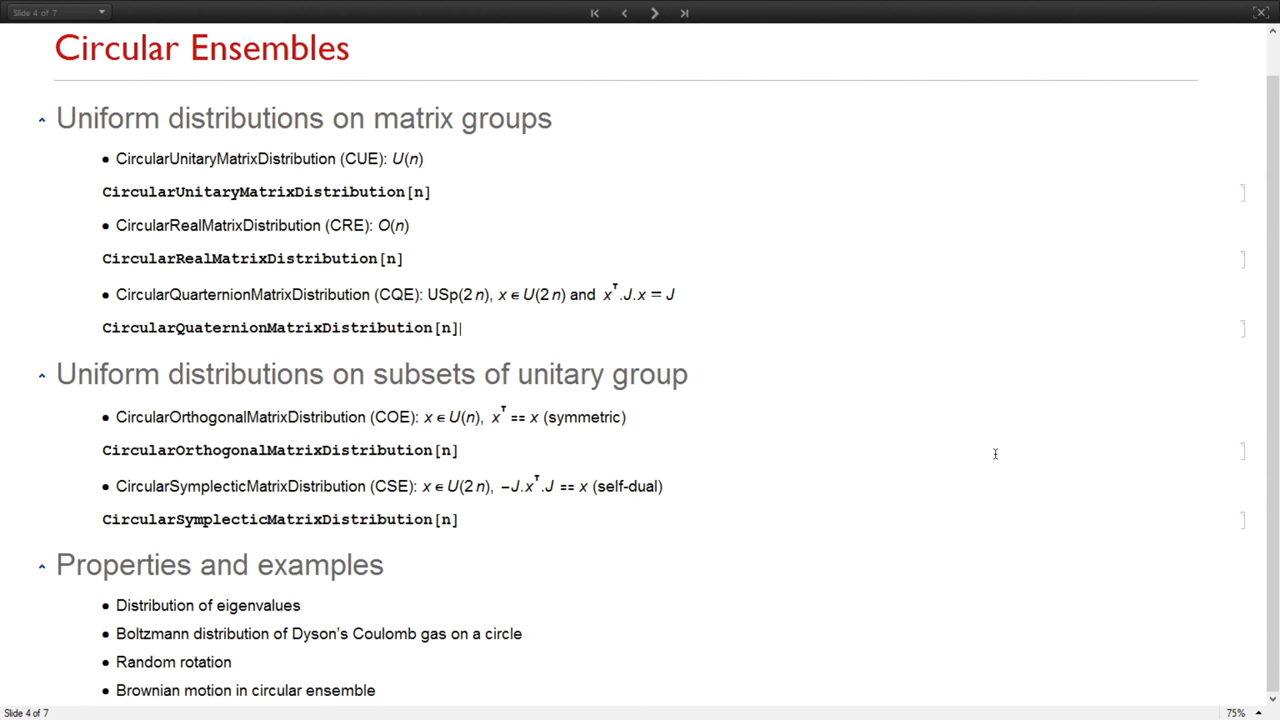 Slide 4 of 7
Circular Ensembles
Uniform distributions on matrix groups
• CircularUnitaryMatrixDistribution (CUE): U(n)
CircularUnitaryMatrixDistribution[n]
• CircularRealMatrixDistribution (CRE): O(n)
CircularRealMatrixDistribution[n]
• CircularQuarternionMatrixDistribution (CQE): USp(2 n), x ∈ U(2 n) and xᵀ.J.x = J
CircularQuaternionMatrixDistribution[n]
Uniform distributions on subsets of unitary group
• CircularOrthogonalMatrixDistribution (COE): x ∈ U(n), xᵀ == x (symmetric)
CircularOrthogonalMatrixDistribution[n]
• CircularSymplecticMatrixDistribution (CSE): x ∈ U(2 n), −J.xᵀ.J == x (self-dual)
CircularSymplecticMatrixDistribution[n]
Properties and examples
• Distribution of eigenvalues
• Boltzmann distribution of Dyson's Coulomb gas on a circle
• Random rotation
• Brownian motion in circular ensemble
Slide 4 of 7
75%